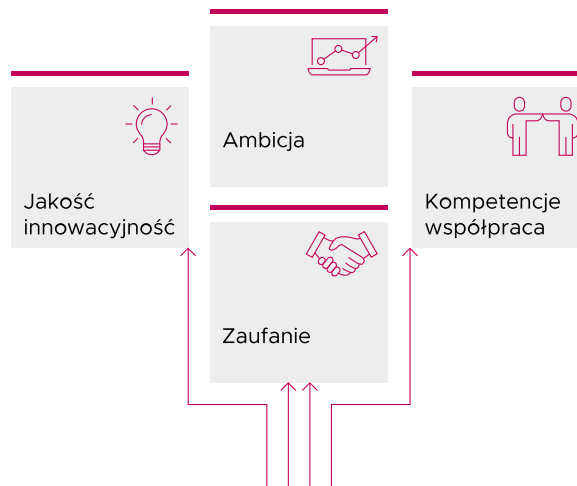 Ambicja
Jakość
innowacyjność
Kompetencje
współpraca
Zaufanie